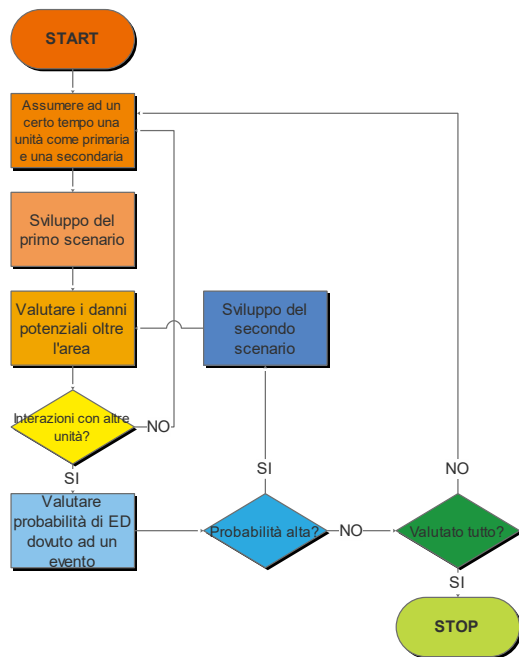 START
Assumere ad un
certo tempo una
unità come primaria
e una secondaria
Sviluppo del
primo scenario
Valutare i danni
potenziali oltre
l'area
Sviluppo del
secondo
scenario
Interazioni con altre
unità?
NO
SI
Valutare
probabilità di ED
dovuto ad un
evento
SI
Probabilità alta?
NO
NO
Valutato tutto?
SI
STOP